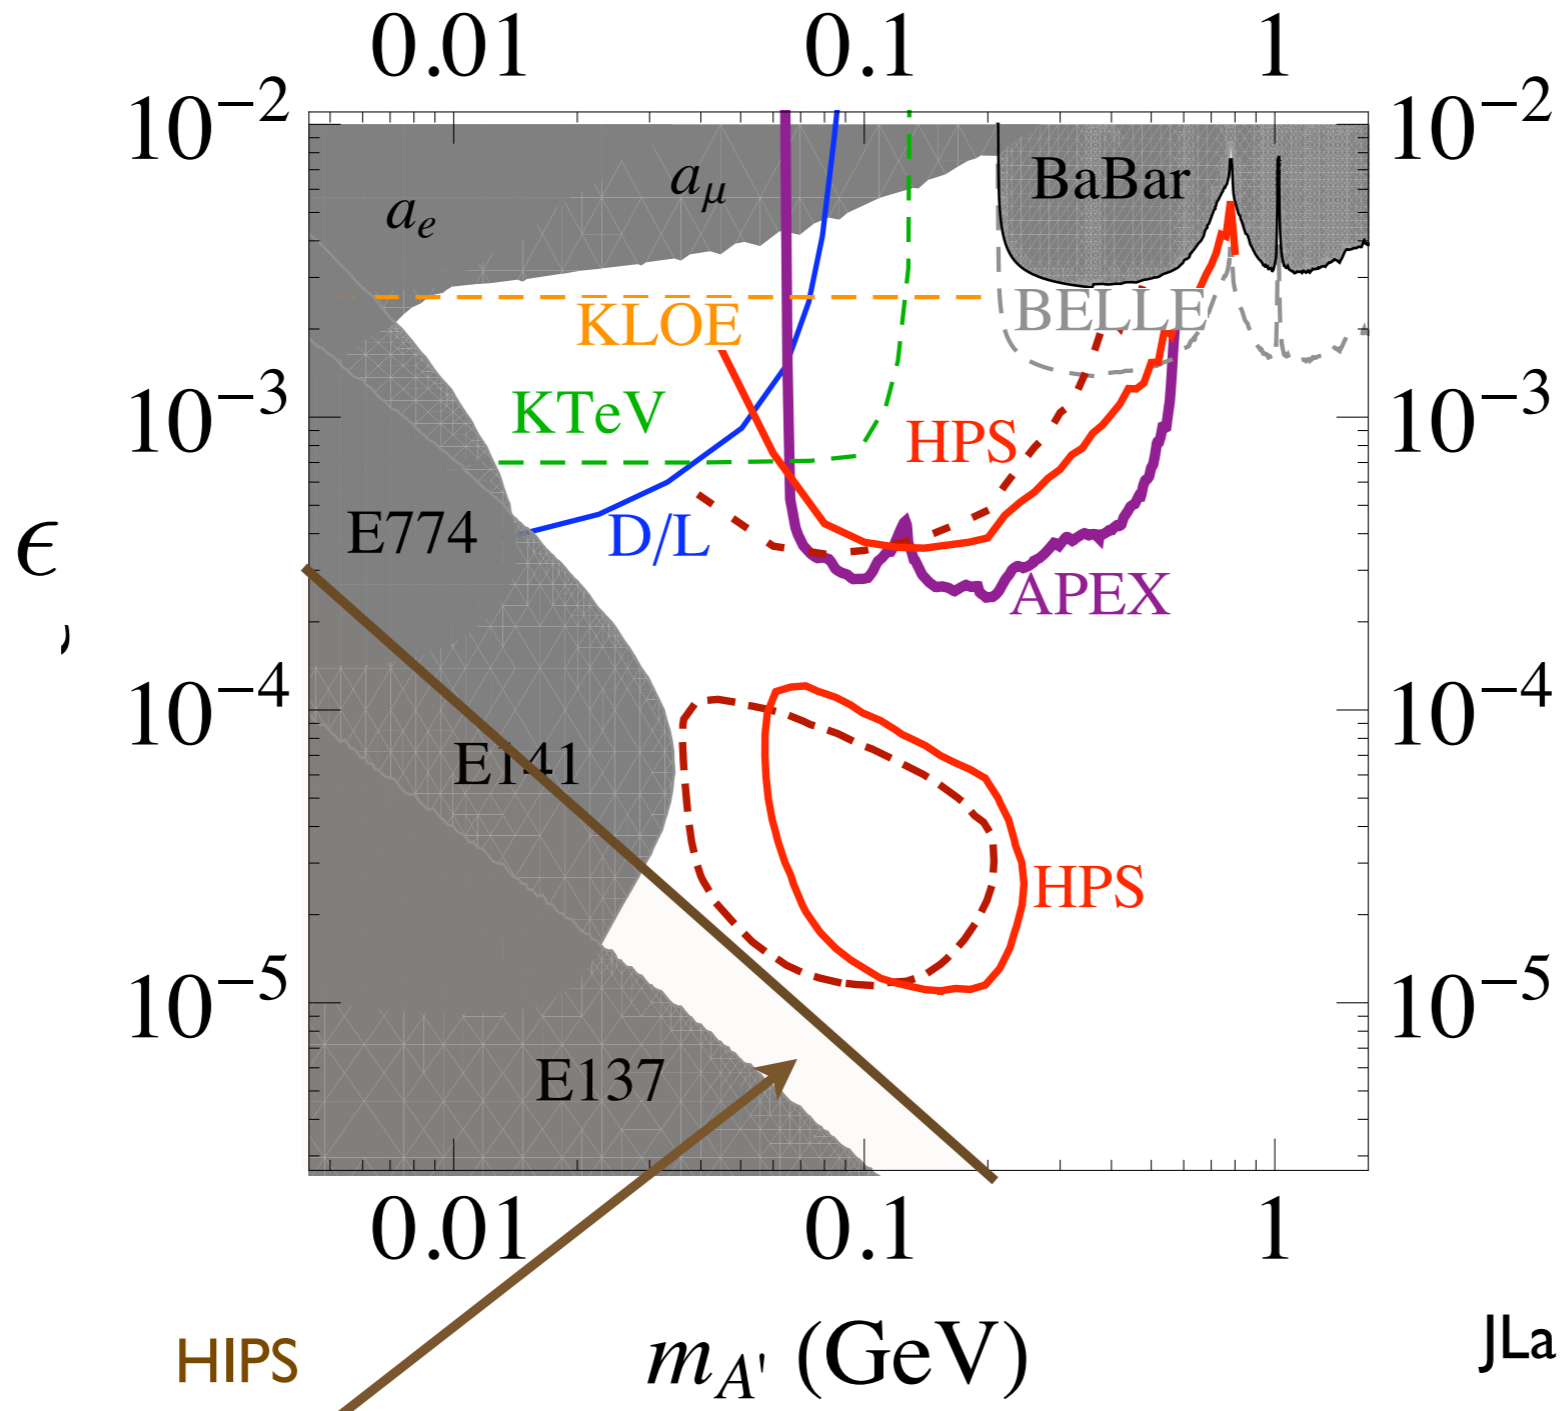 0.01 0.1 1
10⁻² 10⁻²
BaBar
a_μ
a_e
KLOE BELLE
KTeV
10⁻³ 10⁻³
HPS
E774 D/L
ϵ
APEX
10⁻⁴ 10⁻⁴
E141
HPS
10⁻⁵ 10⁻⁵
E137
0.01 0.1 1
HIPS m_A' (GeV) JLa